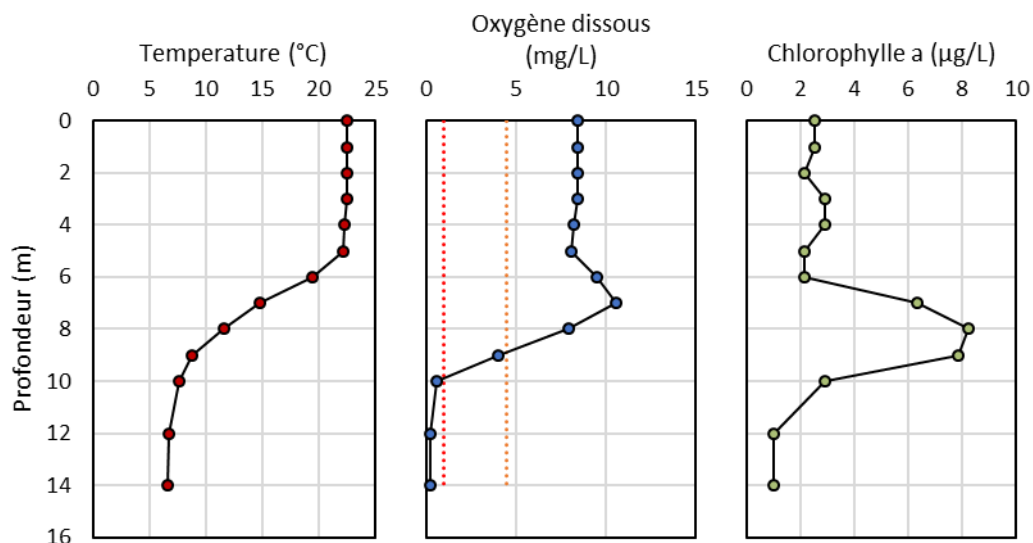 Temperature (°C)
0 5 10 15 20 25
Oxygène dissous
(mg/L)
0 5 10 15
Chlorophylle a (µg/L)
0 2 4 6 8 10
Profondeur (m)
0
2
4
6
8
10
12
14
16